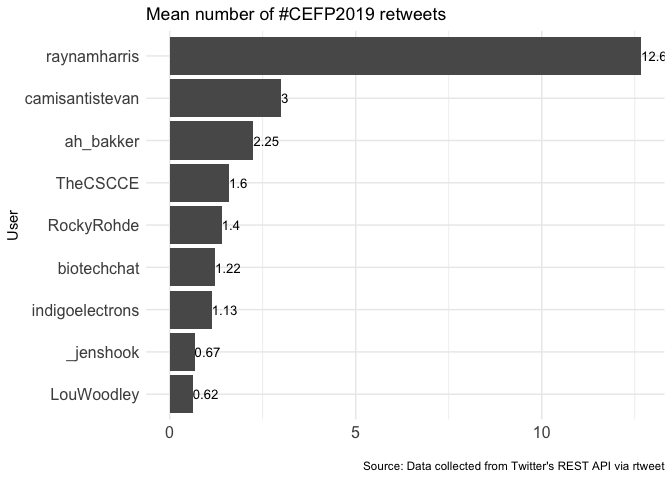 Mean number of #CEFP2019 retweets
raynamharris
12.6
camisantistevan
3
ah_bakker
2.25
TheCSCCE
1.6
RockyRohde
1.4
biotechchat
1.22
indigoelectrons
1.13
_jenshook
0.67
LouWoodley
0.62
User
0 5 10
Source: Data collected from Twitter's REST API via rtweet